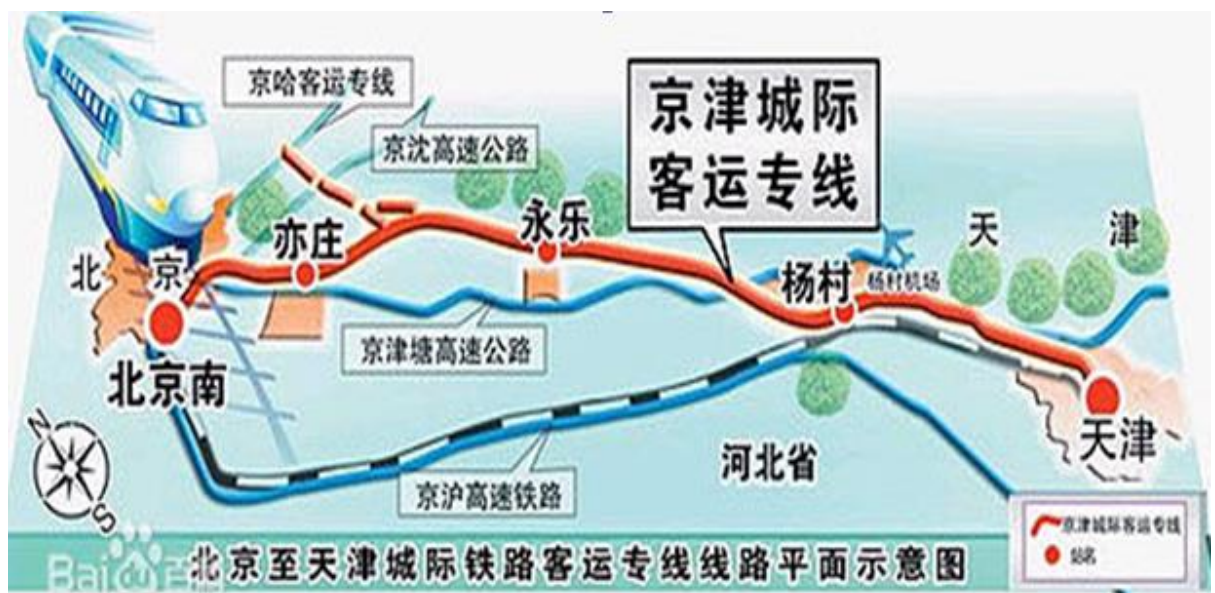 京哈客运专线
京沈高速公路
京津城际
客运专线
亦庄
永乐
天 津
北 京
杨村
杨村机场
京津塘高速公路
北京南
天津
河北省
N
S
京沪高速铁路
京津城际客运专线
站名
Bai 百
北京至天津城际铁路客运专线线路平面示意图